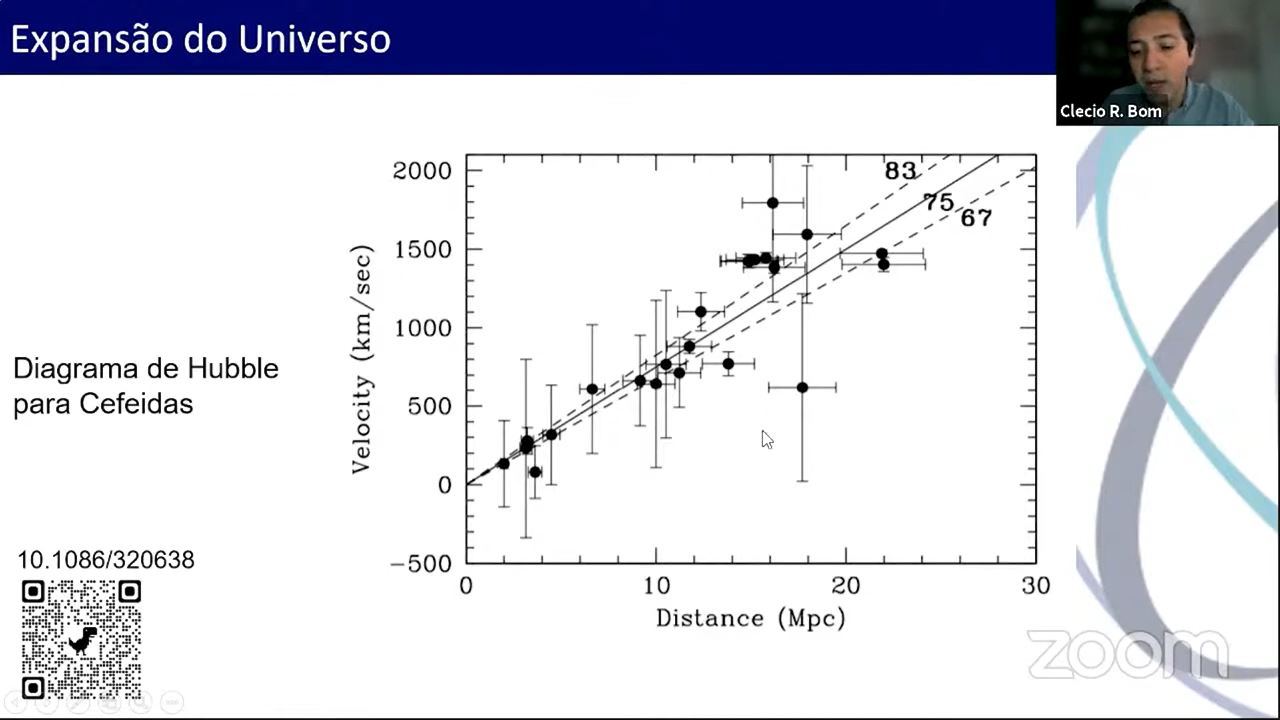 Expansão do Universo
Clecio R. Bom
2000
1500
1000
500
0
−500
Velocity (km/sec)
83
75
67
0
10
20
30
Distance (Mpc)
Diagrama de Hubble
para Cefeidas
10.1086/320638
zoom